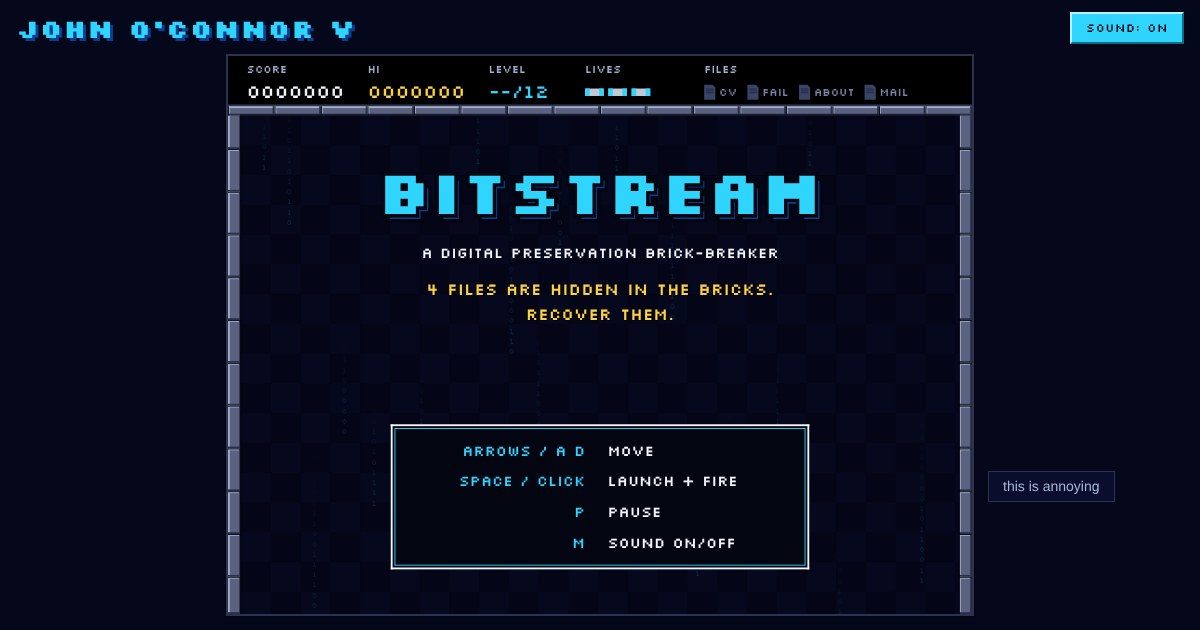 JOHN O'CONNOR V
SOUND: ON
SCORE HI LEVEL LIVES FILES
0000000 0000000 --/12 CV FAIL ABOUT MAIL
BITSTREAM
A DIGITAL PRESERVATION BRICK-BREAKER
4 FILES ARE HIDDEN IN THE BRICKS.
RECOVER THEM.
ARROWS / A D MOVE
SPACE / CLICK LAUNCH + FIRE
P PAUSE
M SOUND ON/OFF
this is annoying